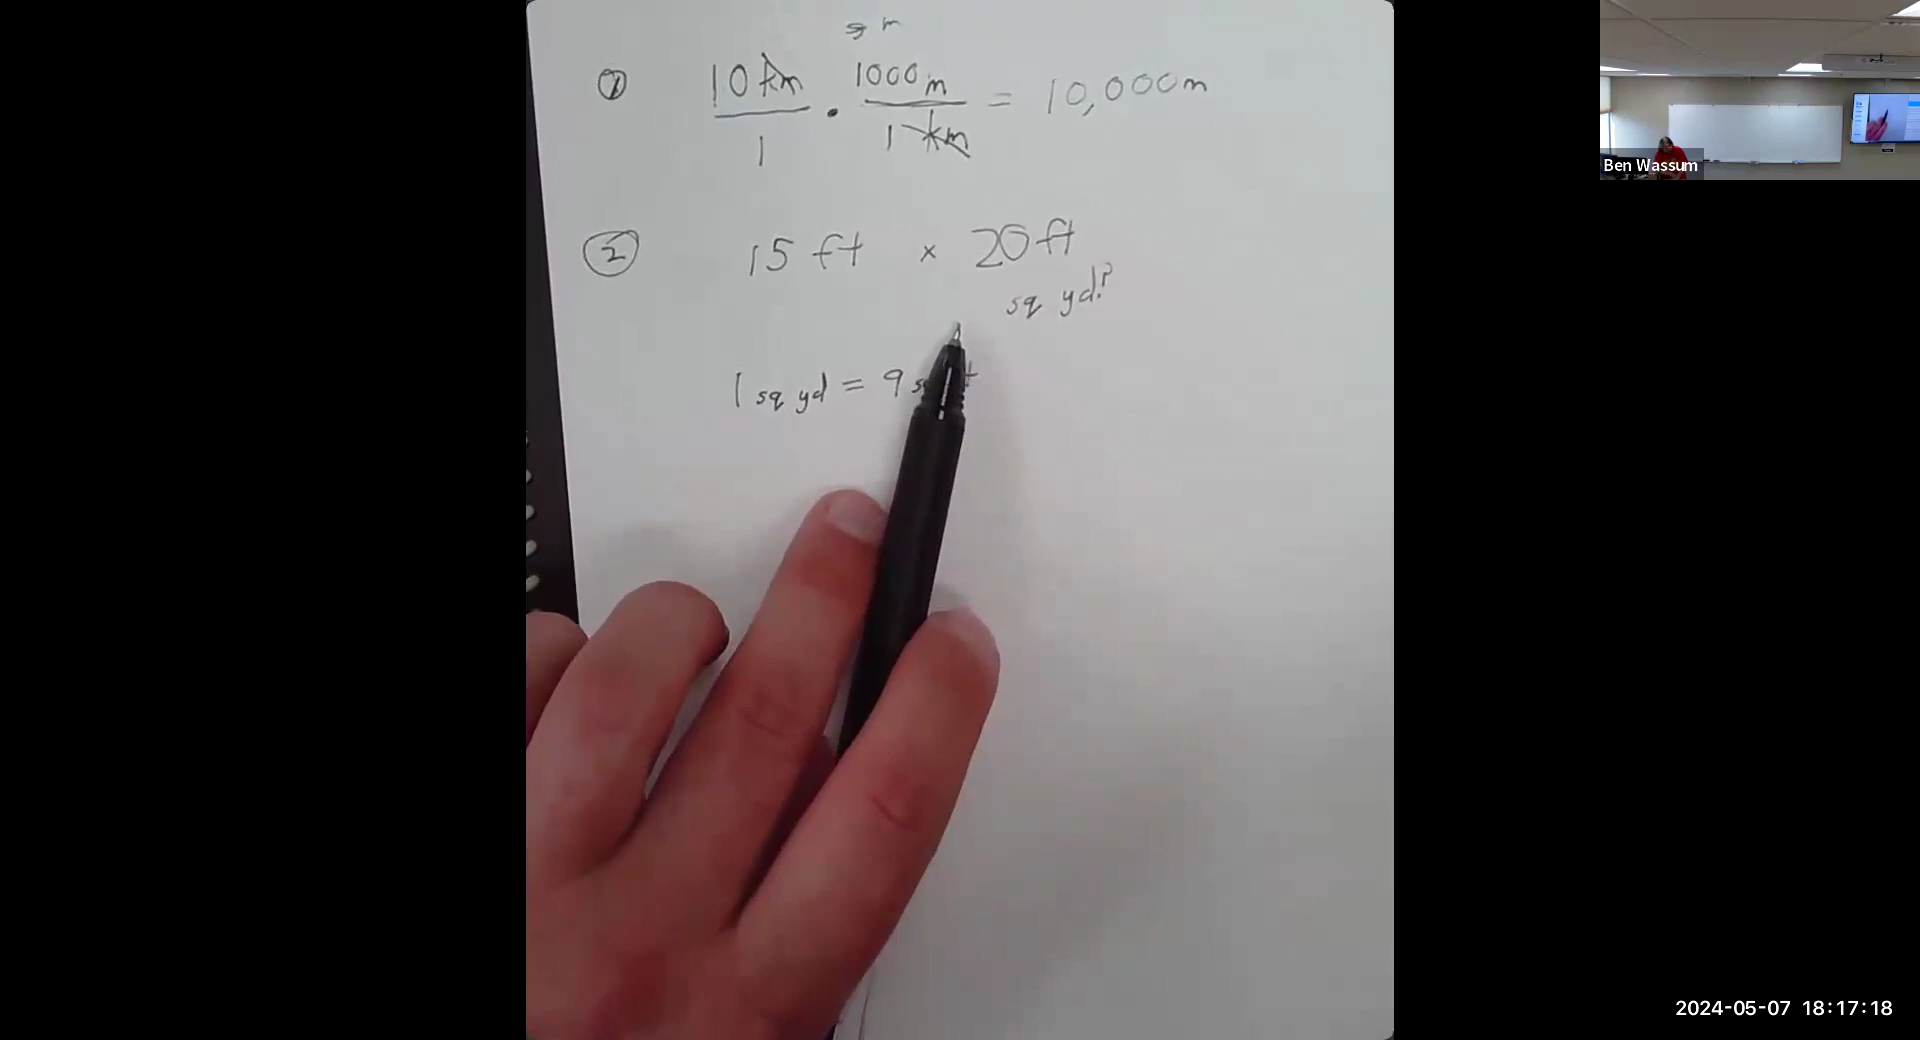 sq m
① 10 km / 1 · 1000 m / 1 km = 10,000 m
② 15 ft × 20 ft
sq yd?
1 sq yd = 9
Ben Wassum
2024-05-07 18:17:18